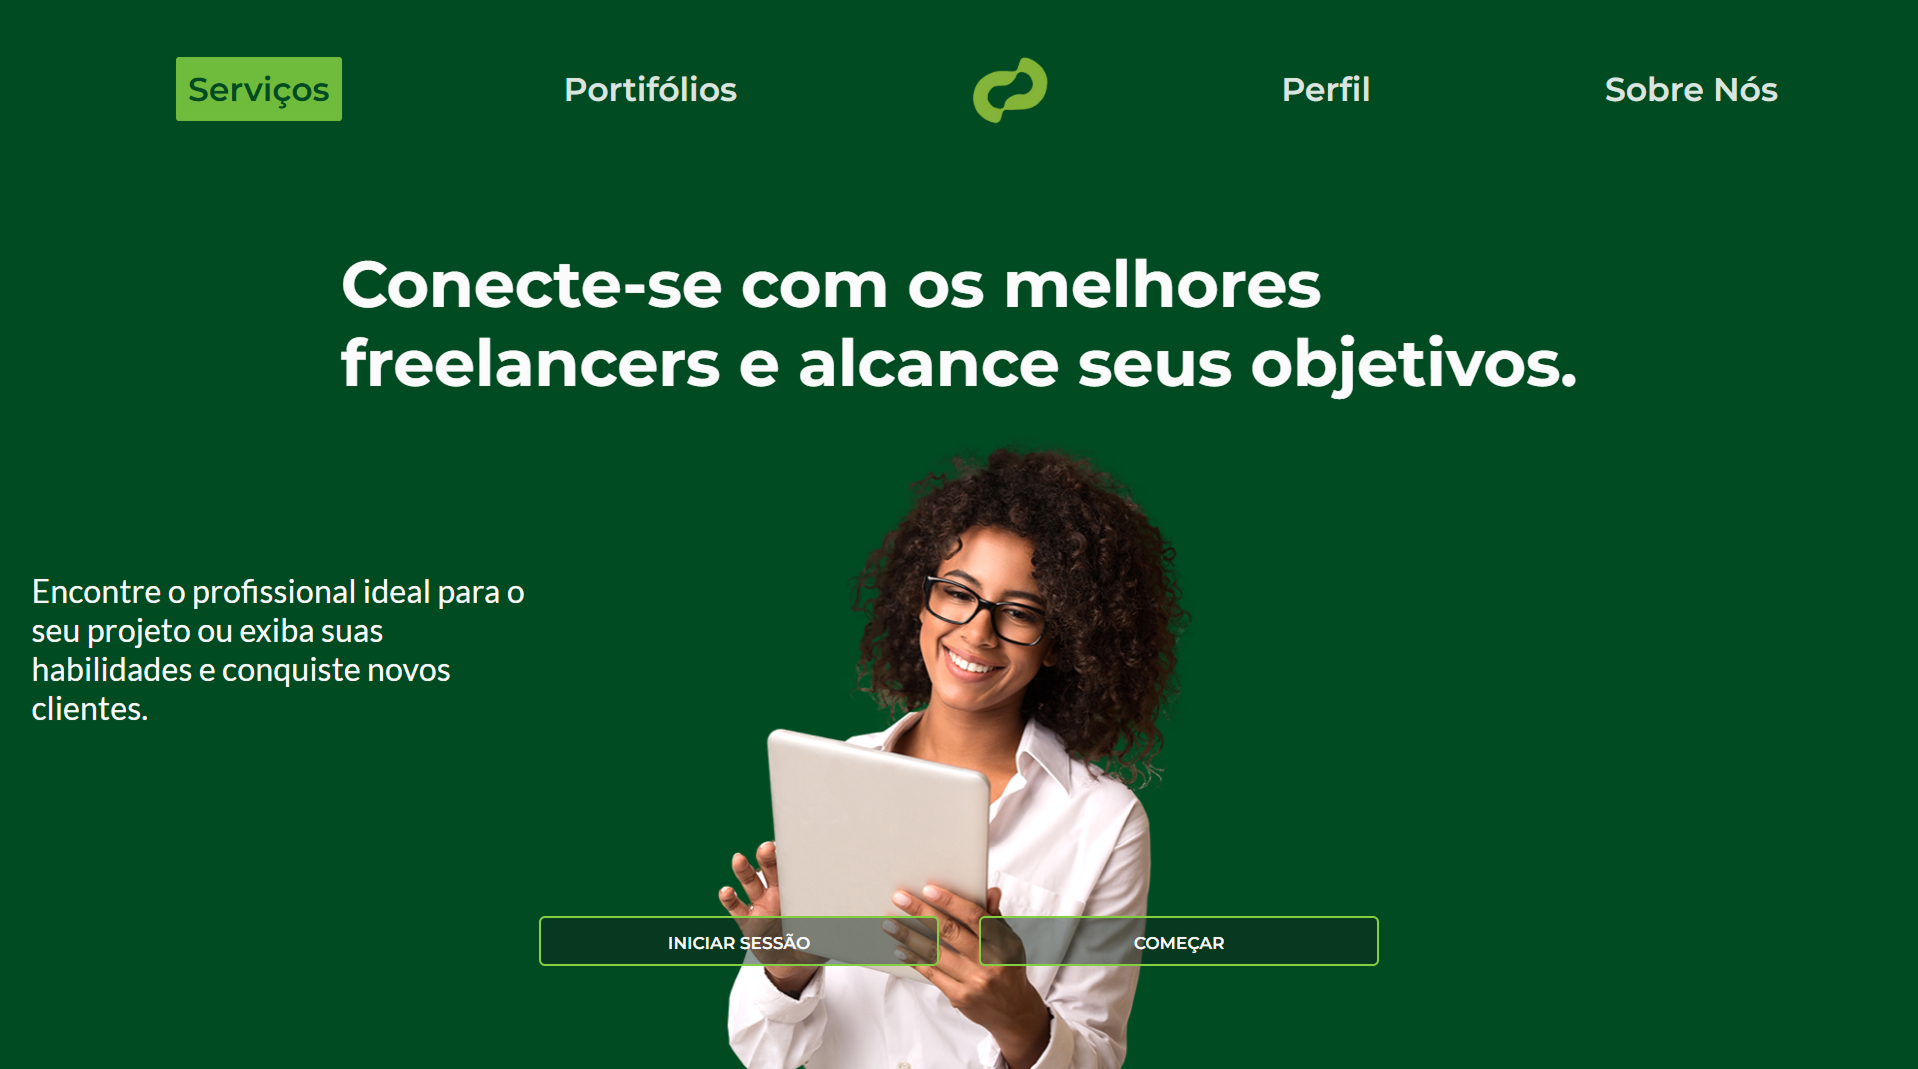 Serviços
Portifólios
Perfil
Sobre Nós
Conecte-se com os melhores
freelancers e alcance seus objetivos.
Encontre o profissional ideal para o
seu projeto ou exiba suas
habilidades e conquiste novos
clientes.
INICIAR SESSÃO
COMEÇAR